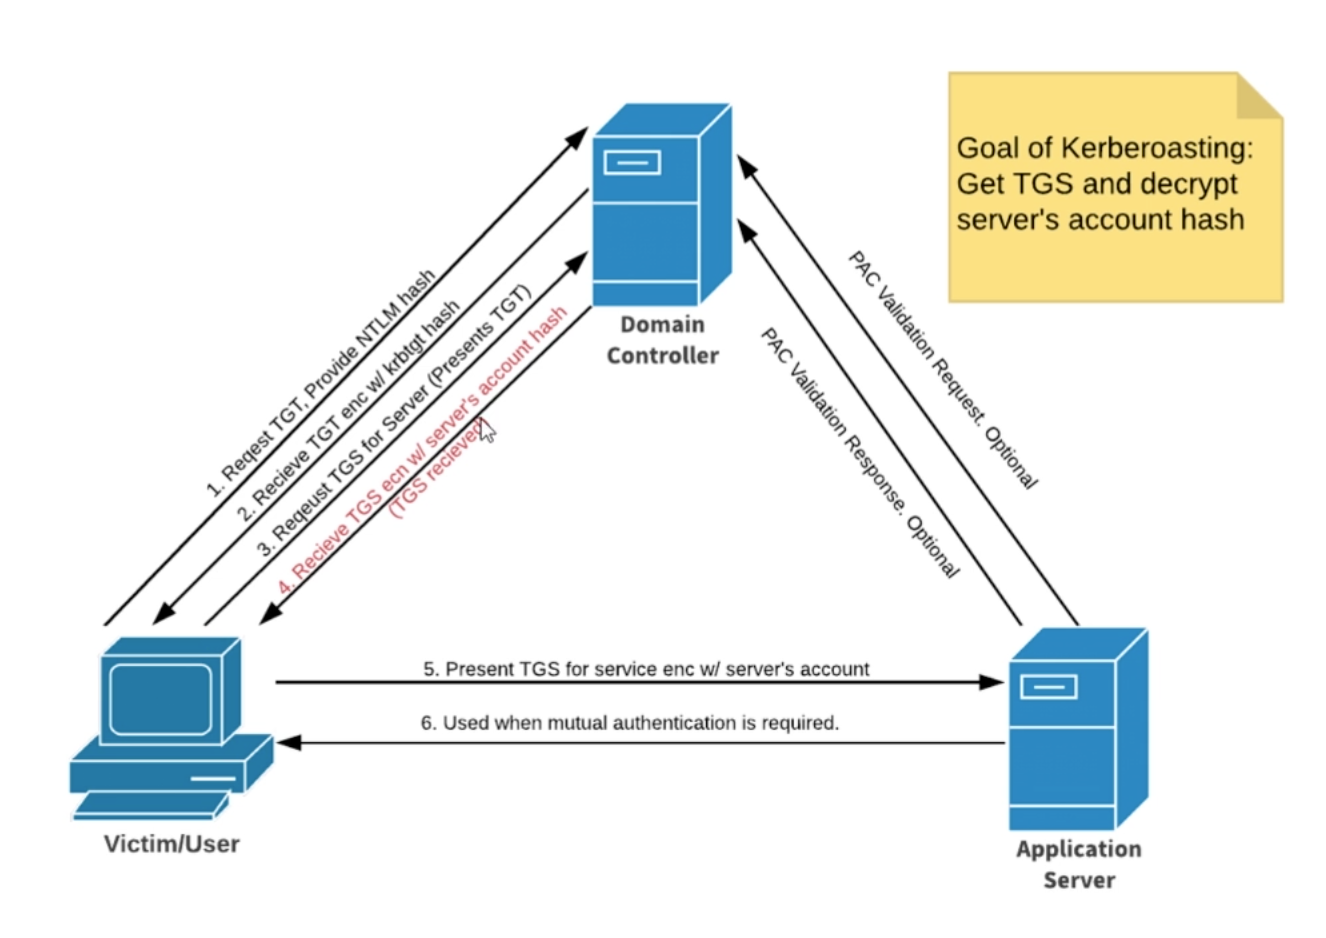 Goal of Kerberoasting:
Get TGS and decrypt
server's account hash
Domain
Controller
1. Reqest TGT, Provide NTLM hash
2. Recieve TGT enc w/ krbtgt hash
3. Reqeust TGS for Server (Presents TGT)
4. Recieve TGS ecn w/ server's account hash
(TGS recieved)
PAC Validation Request. Optional
PAC Validation Response. Optional
5. Present TGS for service enc w/ server's account
6. Used when mutual authentication is required.
Victim/User
Application
Server